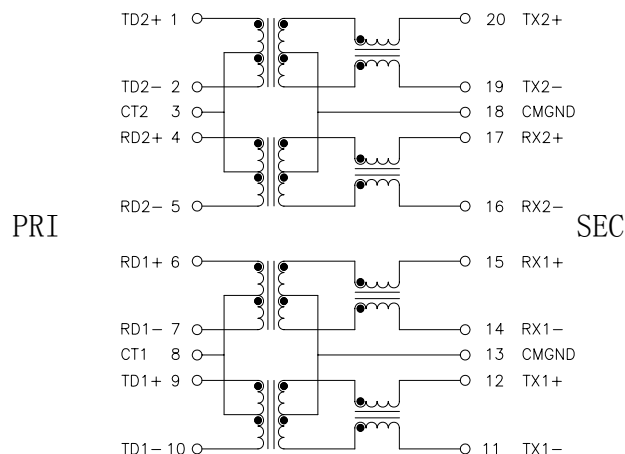 TD2+ 1 20 TX2+
TD2- 2 19 TX2-
CT2 3 18 CMGND
RD2+ 4 17 RX2+
RD2- 5 16 RX2-
PRI SEC
RD1+ 6 15 RX1+
RD1- 7 14 RX1-
CT1 8 13 CMGND
TD1+ 9 12 TX1+
TD1- 10 11 TX1-